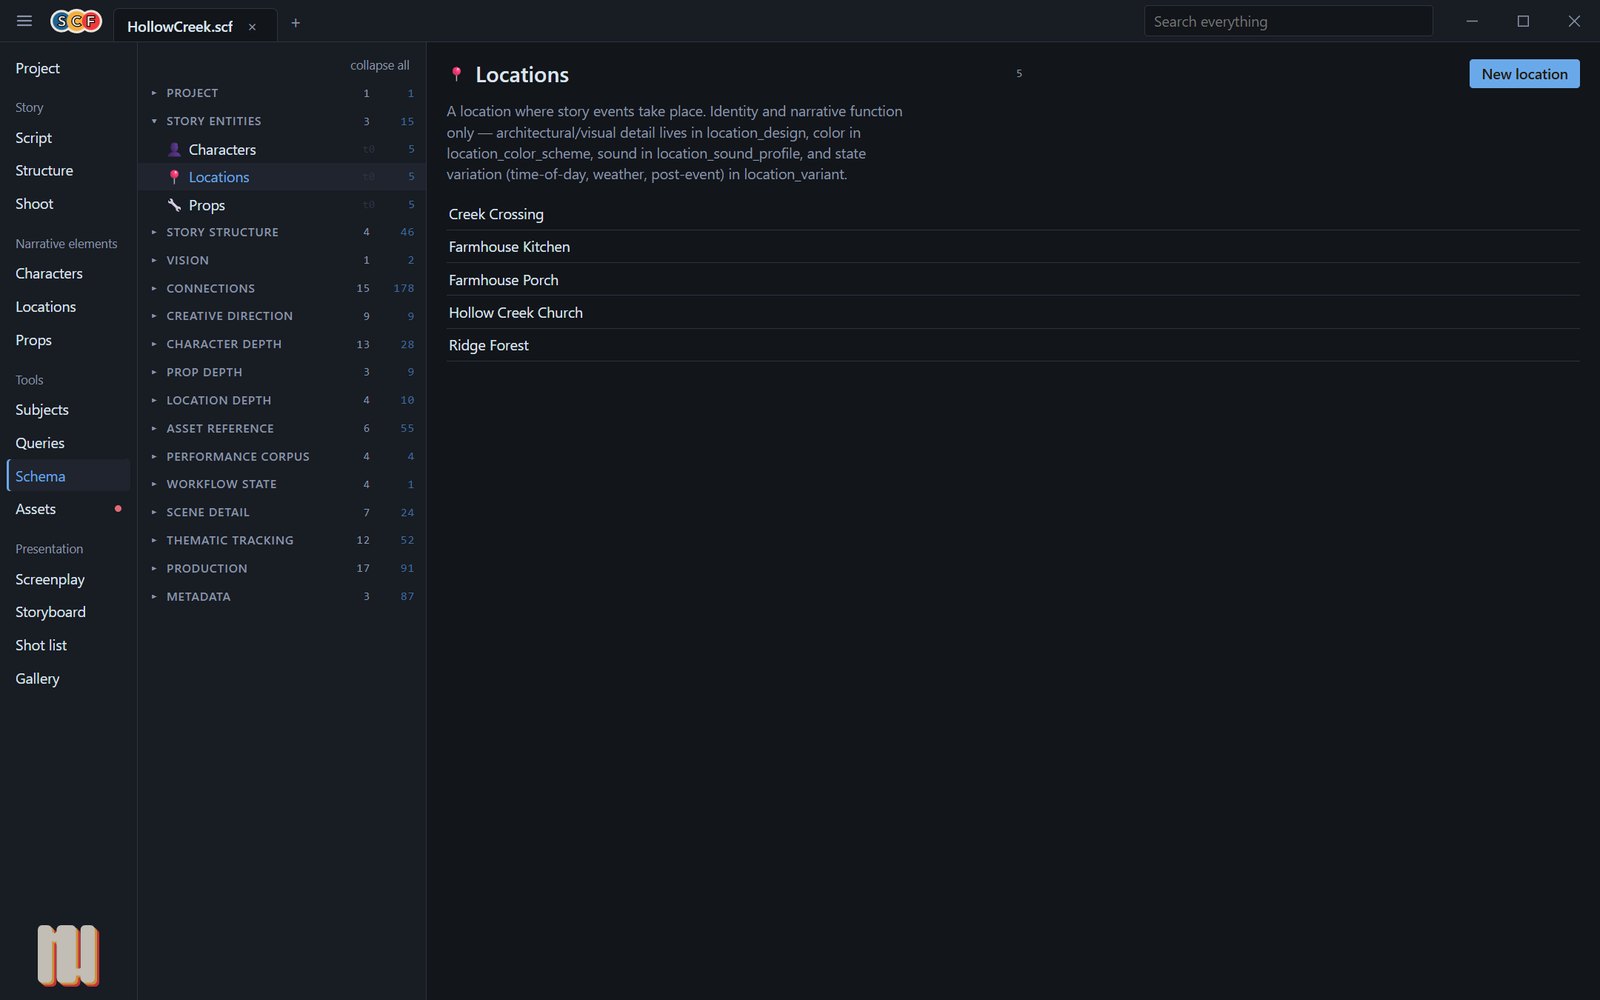 SCF
HollowCreek.scf
Search everything
Project
Story
Script
Structure
Shoot
Narrative elements
Characters
Locations
Props
Tools
Subjects
Queries
Schema
Assets
Presentation
Screenplay
Storyboard
Shot list
Gallery
collapse all
PROJECT 1 1
STORY ENTITIES 3 15
Characters t0 5
Locations t0 5
Props t0 5
STORY STRUCTURE 4 46
VISION 1 2
CONNECTIONS 15 178
CREATIVE DIRECTION 9 9
CHARACTER DEPTH 13 28
PROP DEPTH 3 9
LOCATION DEPTH 4 10
ASSET REFERENCE 6 55
PERFORMANCE CORPUS 4 4
WORKFLOW STATE 4 1
SCENE DETAIL 7 24
THEMATIC TRACKING 12 52
PRODUCTION 17 91
METADATA 3 87
Locations 5
New location
A location where story events take place. Identity and narrative function
only — architectural/visual detail lives in location_design, color in
location_color_scheme, sound in location_sound_profile, and state
variation (time-of-day, weather, post-event) in location_variant.
Creek Crossing
Farmhouse Kitchen
Farmhouse Porch
Hollow Creek Church
Ridge Forest